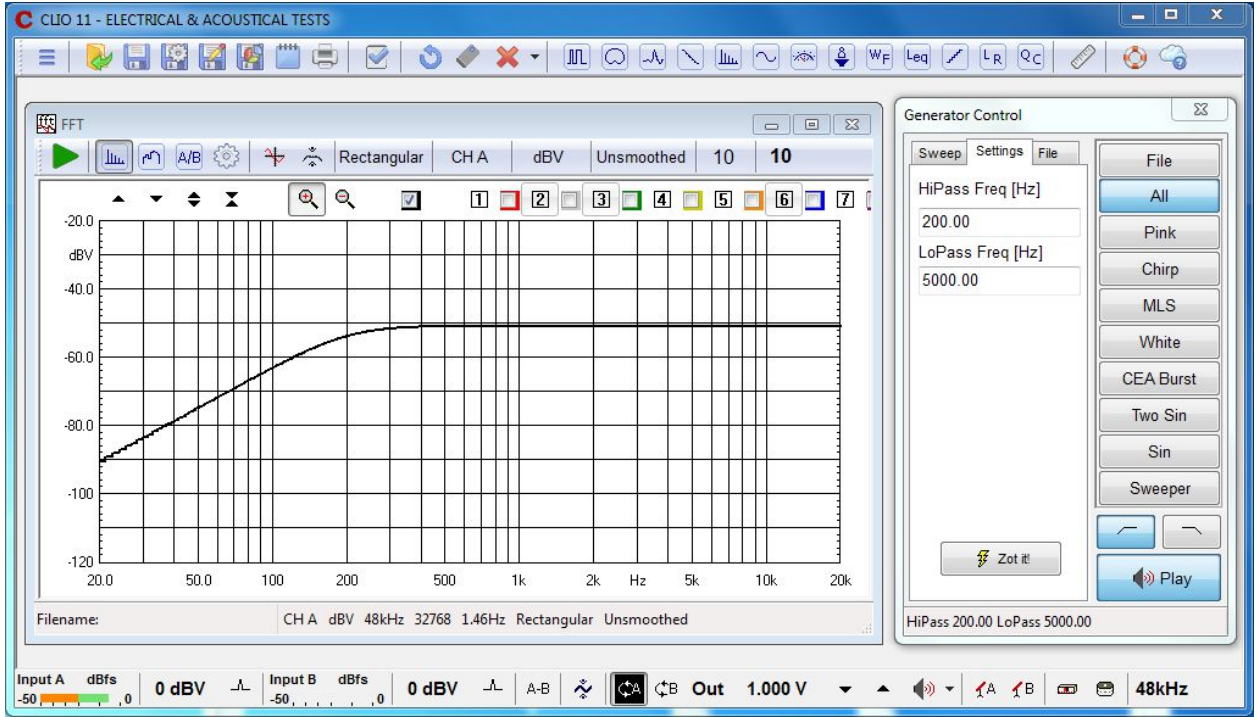 CLIO 11 - ELECTRICAL & ACOUSTICAL TESTS
WF Leq LR QC
FFT
A/B Rectangular CH A dBV Unsmoothed 10 10
1 2 3 4 5 6 7
-20.0
dBV
-40.0
-60.0
-80.0
-100
-120
20.0 50.0 100 200 500 1k 2k Hz 5k 10k 20k
Filename: CH A dBV 48kHz 32768 1.46Hz Rectangular Unsmoothed
Generator Control
Sweep Settings File
HiPass Freq [Hz]
200.00
LoPass Freq [Hz]
5000.00
Zot it!
File
All
Pink
Chirp
MLS
White
CEA Burst
Two Sin
Sin
Sweeper
Play
HiPass 200.00 LoPass 5000.00
Input A dBfs
-50 0
0 dBV
Input B dBfs
-50 0
0 dBV A-B A B Out 1.000 V A B 48kHz